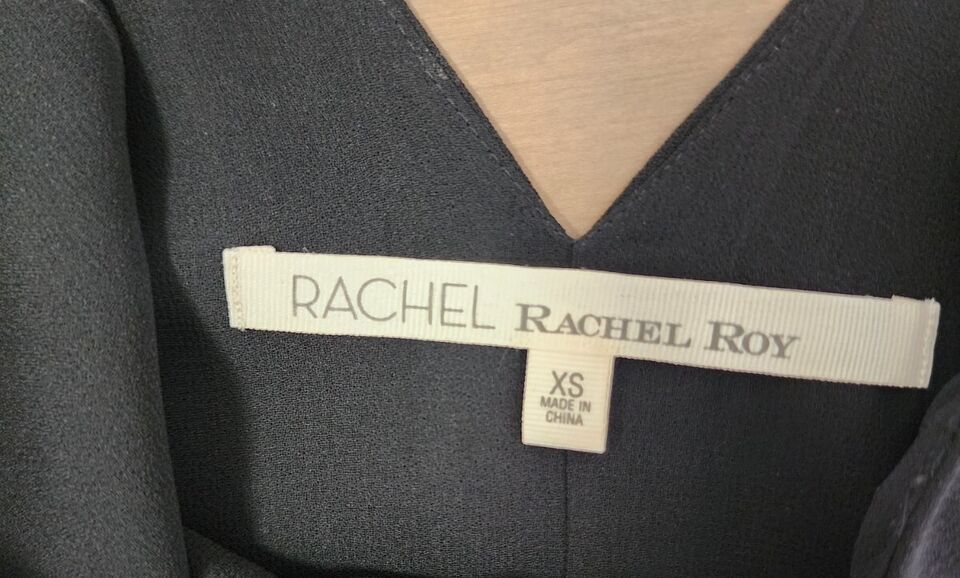 RACHEL RACHEL ROY
XS
MADE IN
CHINA